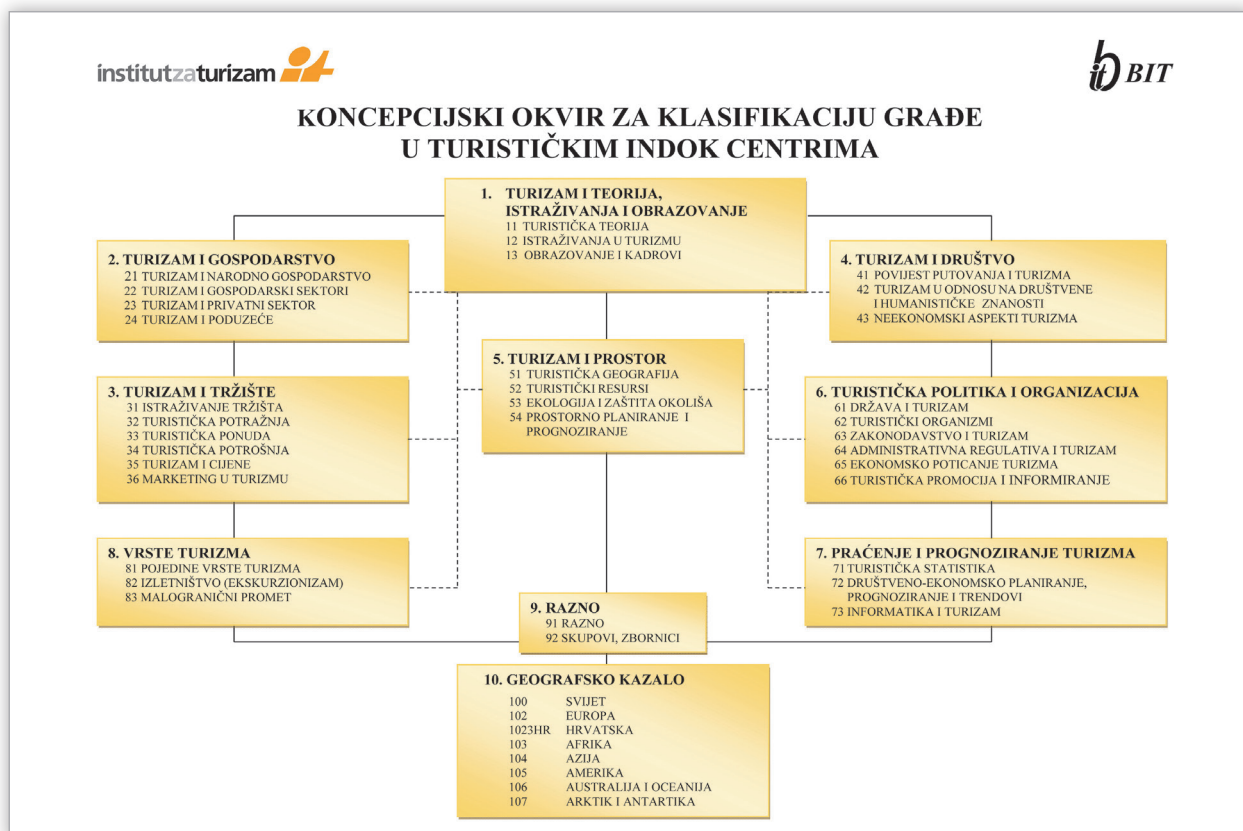 institutzaturizam
bit BIT
KONCEPCIJSKI OKVIR ZA KLASIFIKACIJU GRAĐE
U TURISTIČKIM INDOK CENTRIMA
1. TURIZAM I TEORIJA,
ISTRAŽIVANJA I OBRAZOVANJE
11 TURISTIČKA TEORIJA
12 ISTRAŽIVANJA U TURIZMU
13 OBRAZOVANJE I KADROVI
2. TURIZAM I GOSPODARSTVO
21 TURIZAM I NARODNO GOSPODARSTVO
22 TURIZAM I GOSPODARSKI SEKTORI
23 TURIZAM I PRIVATNI SEKTOR
24 TURIZAM I PODUZEĆE
4. TURIZAM I DRUŠTVO
41 POVIJEST PUTOVANJA I TURIZMA
42 TURIZAM U ODNOSU NA DRUŠTVENE
I HUMANISTIČKE ZNANOSTI
43 NEEKONOMSKI ASPEKTI TURIZMA
5. TURIZAM I PROSTOR
51 TURISTIČKA GEOGRAFIJA
52 TURISTIČKI RESURSI
53 EKOLOGIJA I ZAŠTITA OKOLIŠA
54 PROSTORNO PLANIRANJE I
PROGNOZIRANJE
3. TURIZAM I TRŽIŠTE
31 ISTRAŽIVANJE TRŽIŠTA
32 TURISTIČKA POTRAŽNJA
33 TURISTIČKA PONUDA
34 TURISTIČKA POTROŠNJA
35 TURIZAM I CIJENE
36 MARKETING U TURIZMU
6. TURISTIČKA POLITIKA I ORGANIZACIJA
61 DRŽAVA I TURIZAM
62 TURISTIČKI ORGANIZMI
63 ZAKONODAVSTVO I TURIZAM
64 ADMINISTRATIVNA REGULATIVA I TURIZAM
65 EKONOMSKO POTICANJE TURIZMA
66 TURISTIČKA PROMOCIJA I INFORMIRANJE
8. VRSTE TURIZMA
81 POJEDINE VRSTE TURIZMA
82 IZLETNIŠTVO (EKSKURZIONIZAM)
83 MALOGRANIČNI PROMET
7. PRAĆENJE I PROGNOZIRANJE TURIZMA
71 TURISTIČKA STATISTIKA
72 DRUŠTVENO-EKONOMSKO PLANIRANJE,
PROGNOZIRANJE I TRENDOVI
73 INFORMATIKA I TURIZAM
9. RAZNO
91 RAZNO
92 SKUPOVI, ZBORNICI
10. GEOGRAFSKO KAZALO
100 SVIJET
102 EUROPA
1023HR HRVATSKA
103 AFRIKA
104 AZIJA
105 AMERIKA
106 AUSTRALIJA I OCEANIJA
107 ARKTIK I ANTARTIKA